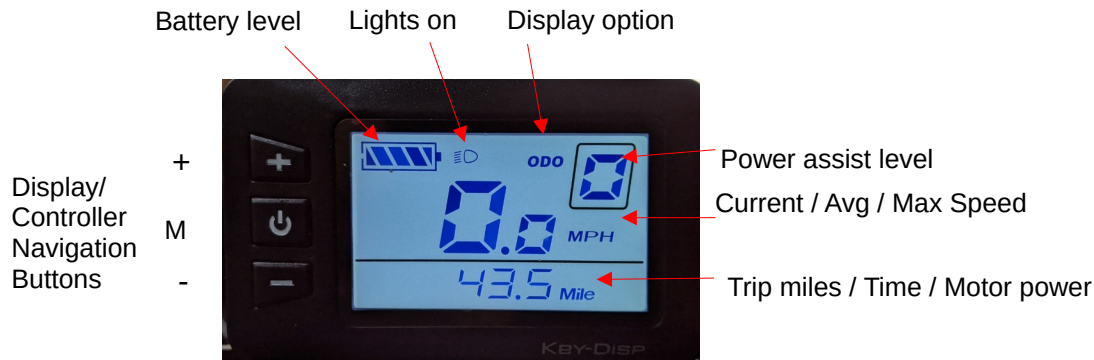 Battery level Lights on Display option
ODO 0
+ Power assist level
Display/
Controller
Navigation
Buttons
M
0.0 MPH Current / Avg / Max Speed
-
43.5 Mile Trip miles / Time / Motor power
KEY-DISP